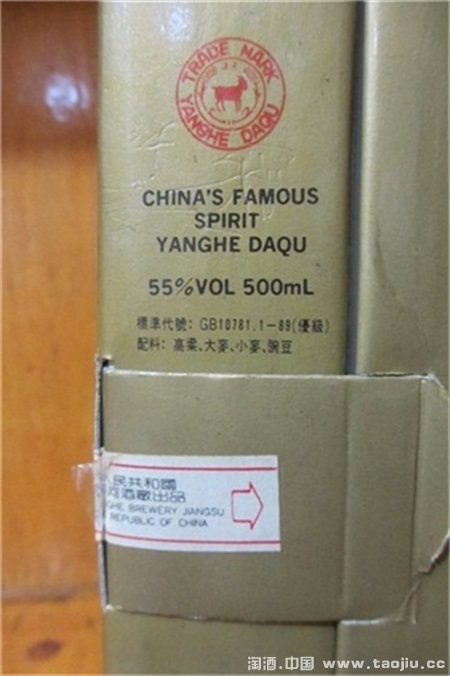 TRADE MARK
YANGHE DAQU
CHINA'S FAMOUS
SPIRIT
YANGHE DAQU
55%VOL 500mL
標準代號: GB10781.1-89(優級)
配料: 高柔、大麥、小麥、豌豆
民共和國
河酒廠出品
GHE BREWERY JIANGSU
REPUBLIC OF CHINA
淘酒.中国 www.taojiu.cc